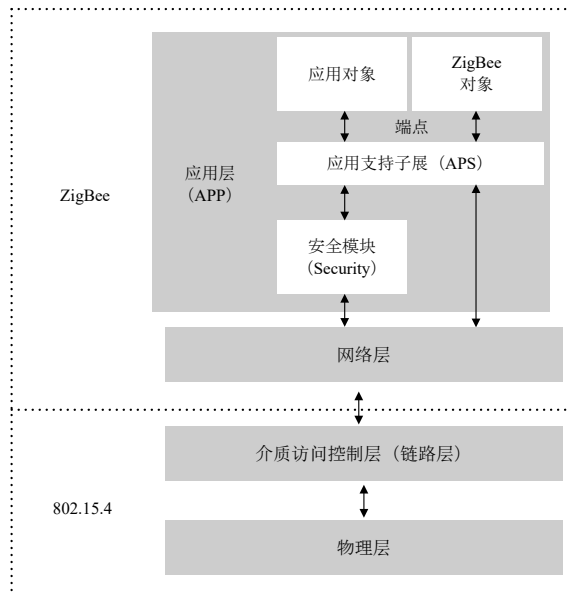 应用对象
ZigBee
对象
端点
应用支持子展（APS）
应用层
（APP）
ZigBee
安全模块
（Security）
网络层
介质访问控制层（链路层）
802.15.4
物理层